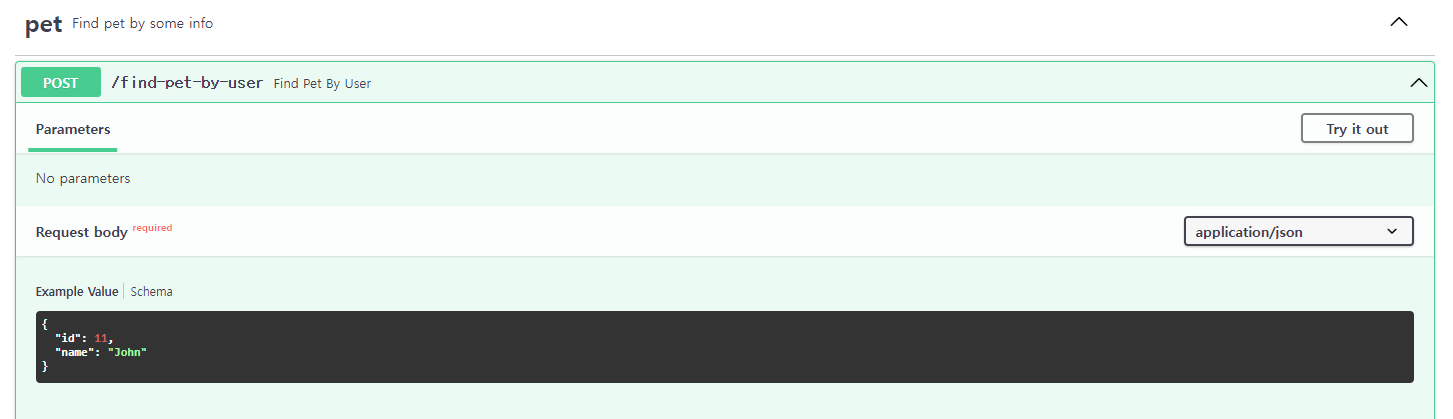 pet Find pet by some info
POST /find-pet-by-user Find Pet By User
Parameters Try it out
No parameters
Request body required application/json
Example Value Schema
{
"id": 11,
"name": "John"
}